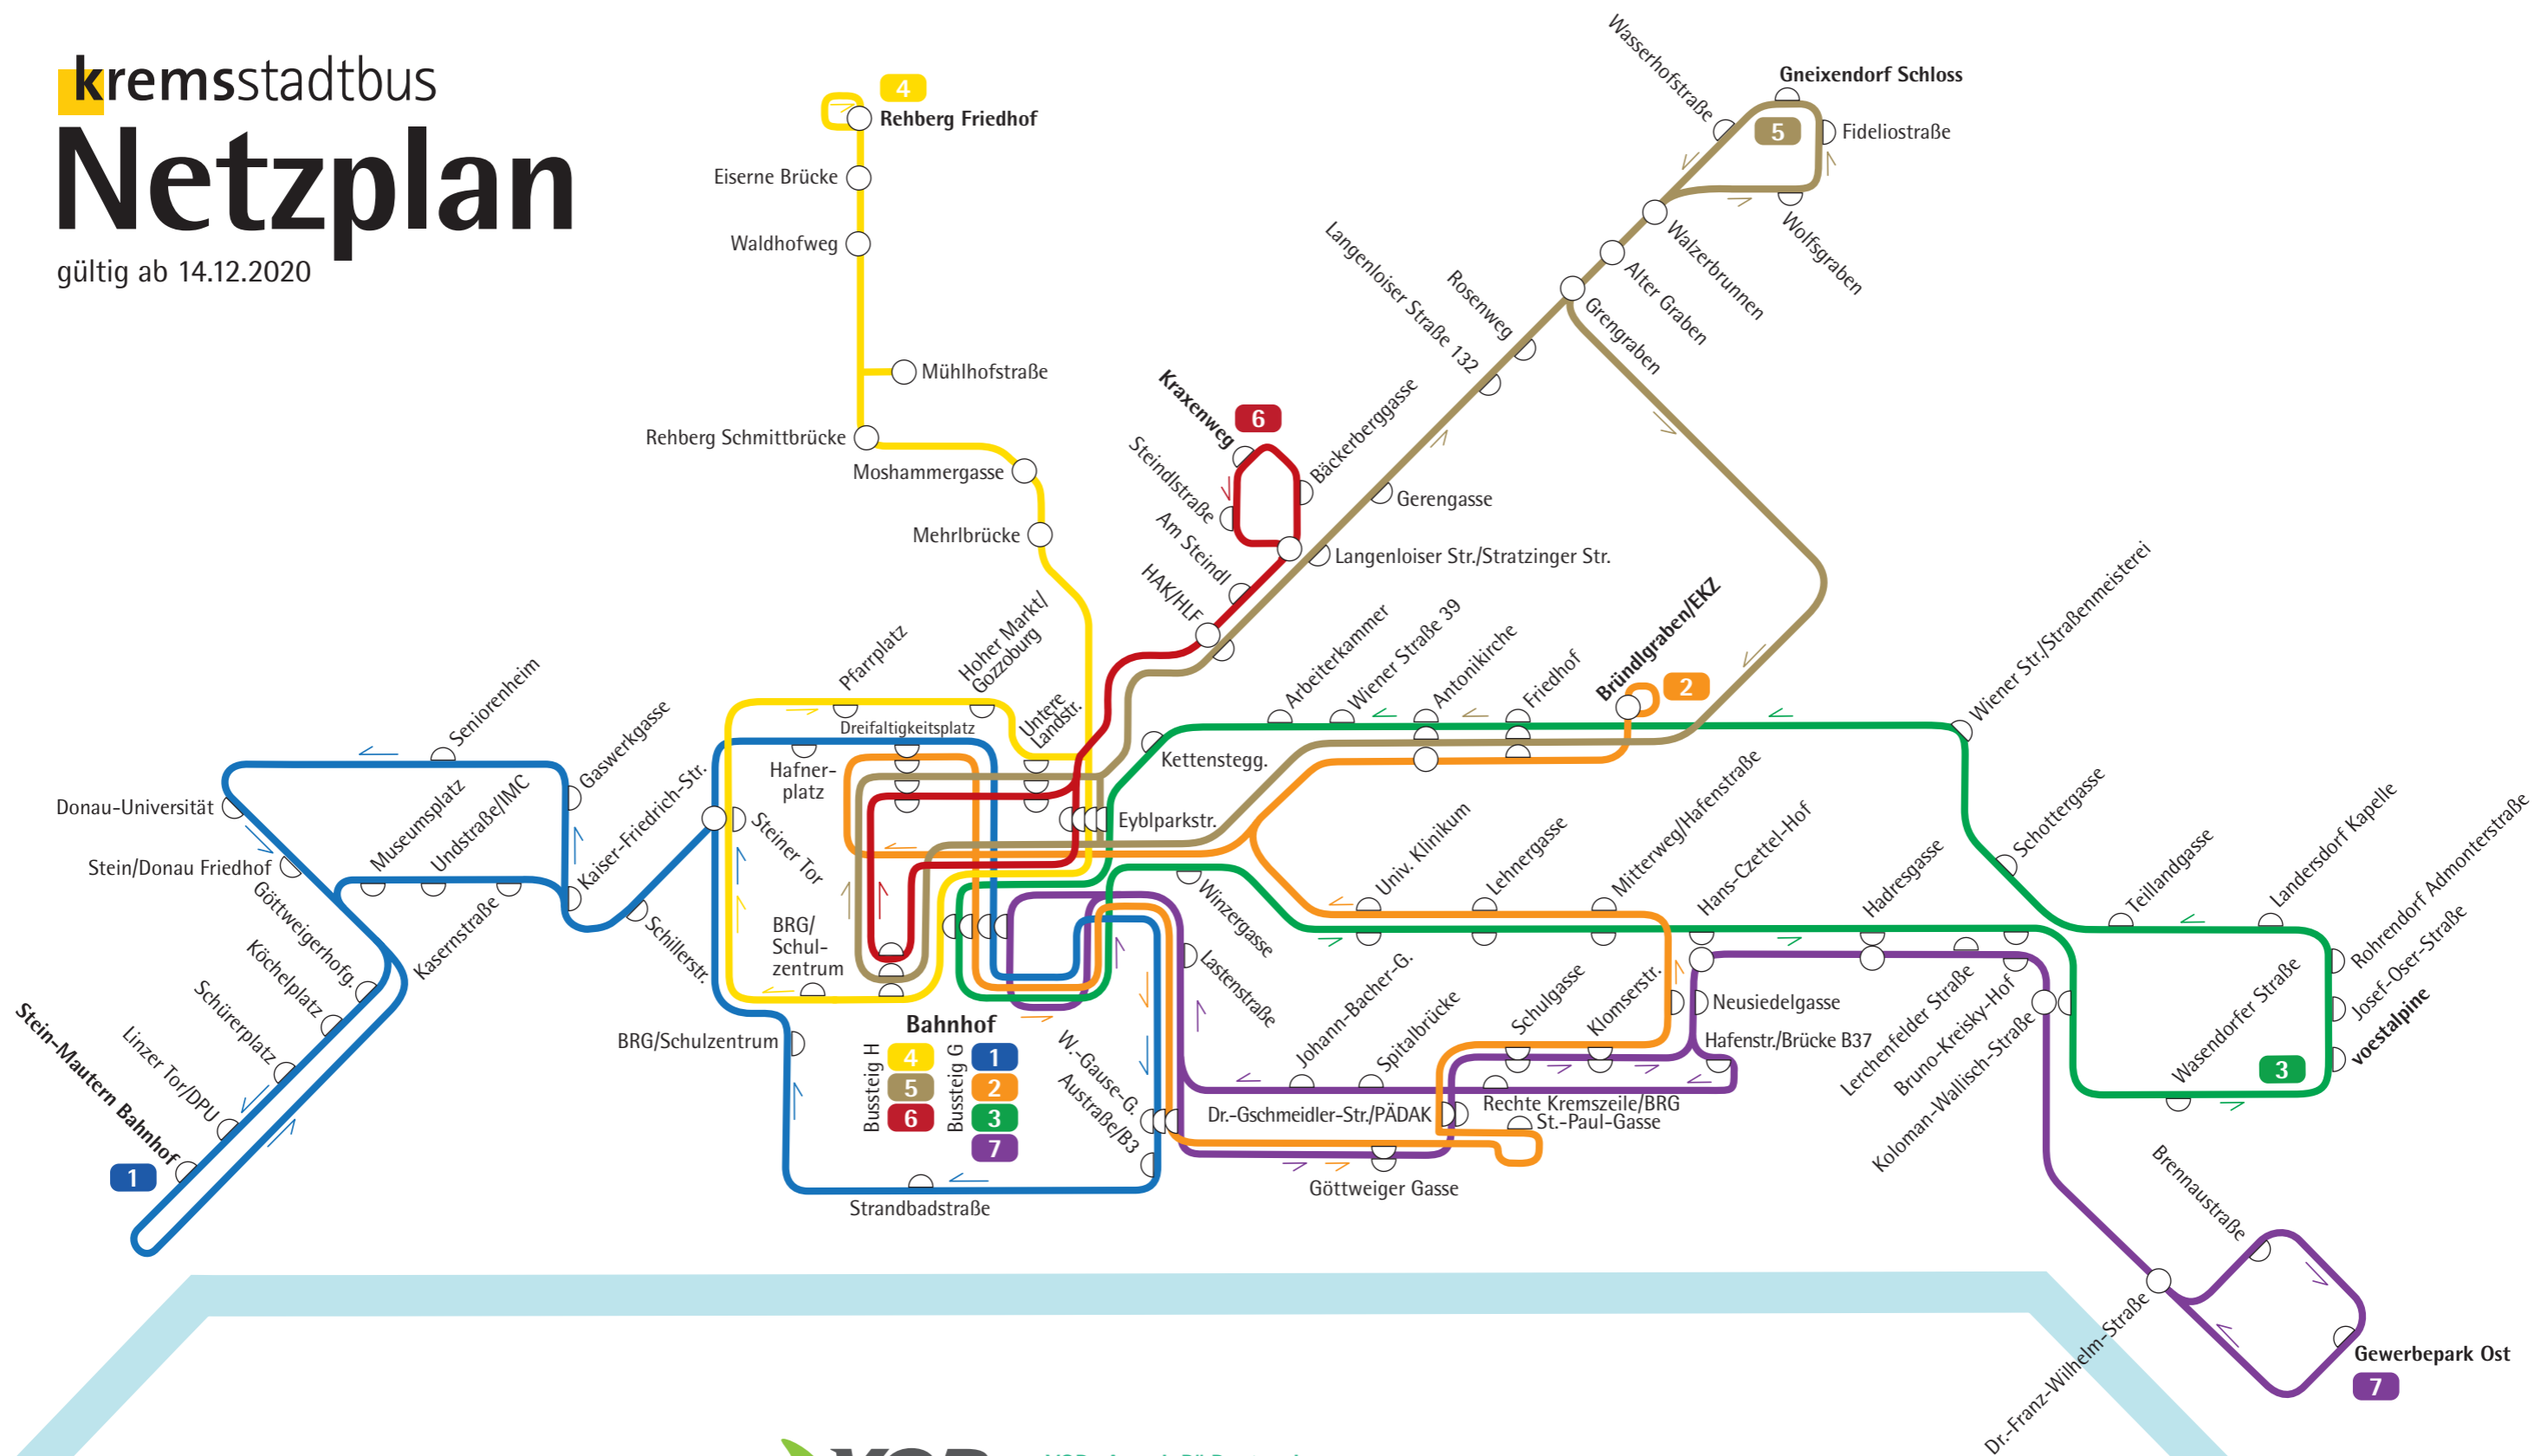 kremsstadtbus
Netzplan
gültig ab 14.12.2020
4
Rehberg Friedhof
Eiserne Brücke
Waldhofweg
Mühlhofstraße
Rehberg Schmittbrücke
Moshammergasse
Mehrlbrücke
Wasserhofstraße
Gneixendorf Schloss
5
Fideliostraße
Wolfsgraben
Walzerbrunnen
Alter Graben
Grengraben
Rosenweg
Langenloiser Straße 132
Kraxenweg
6
Bäckerberggasse
Steindlstraße
Gerengasse
Am Steindl
Langenloiser Str./Stratzinger Str.
HAK/HLF
Arbeiterkammer
Wiener Straße 39
Antonikirche
Friedhof
Bründlgraben/EKZ
2
Wiener Str./Straßenmeisterei
Pfarrplatz
Hoher Markt/
Gozzoburg
Untere
Landstr.
Dreifaltigkeitsplatz
Hafner-
platz
Kettenstegg.
Eyblparkstr.
Seniorenheim
Gaswerkgasse
Donau-Universität
Museumsplatz
Undstraße/IMC
Kaiser-Friedrich-Str.
Steiner Tor
Stein/Donau Friedhof
Göttweigerhofg.
Köchelplatz
Kasernstraße
Schillerstr.
Schürerplatz
Linzer Tor/DPU
Stein-Mautern Bahnhof
1
BRG/
Schul-
zentrum
BRG/Schulzentrum
Bahnhof
Bussteig H
4
5
6
Bussteig G
1
2
3
7
Strandbadstraße
W.-Gause-G.
Austraße/B3
Winzergasse
Lastenstraße
Univ. Klinikum
Lehnergasse
Mitterweg/Hafenstraße
Hans-Czettel-Hof
Hadresgasse
Schottergasse
Teillandgasse
Landersdorf Kapelle
Rohrendorf Admonterstraße
Josef-Oser-Straße
voestalpine
3
Wasendorfer Straße
Johann-Bacher-G.
Spitalbrücke
Schulgasse
Klonserstr.
Neusiedelgasse
Hafenstr./Brücke B37
Lerchenfelder Straße
Bruno-Kreisky-Hof
Koloman-Wallisch-Straße
Dr.-Gschmeidler-Str./PÄDAK
Rechte Kremszeile/BRG
St.-Paul-Gasse
Göttweiger Gasse
Brennaustraße
Dr.-Franz-Wilhelm-Straße
Gewerbepark Ost
7